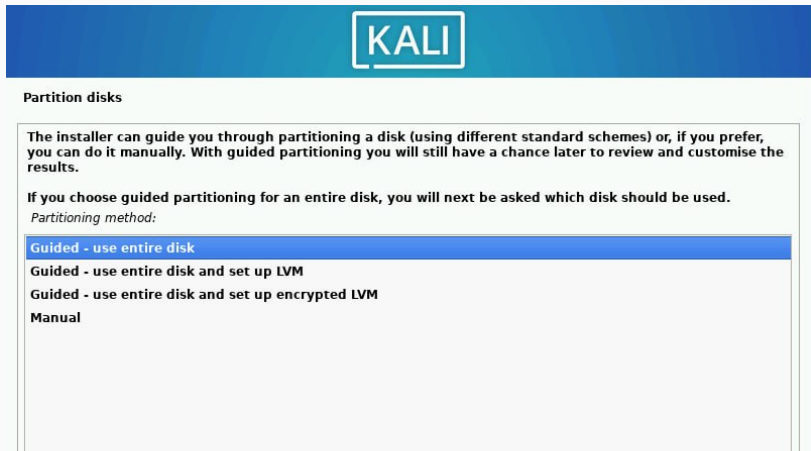 KALI
Partition disks
The installer can guide you through partitioning a disk (using different standard schemes) or, if you prefer,
you can do it manually. With guided partitioning you will still have a chance later to review and customise the
results.
If you choose guided partitioning for an entire disk, you will next be asked which disk should be used.
Partitioning method:
Guided - use entire disk
Guided - use entire disk and set up LVM
Guided - use entire disk and set up encrypted LVM
Manual